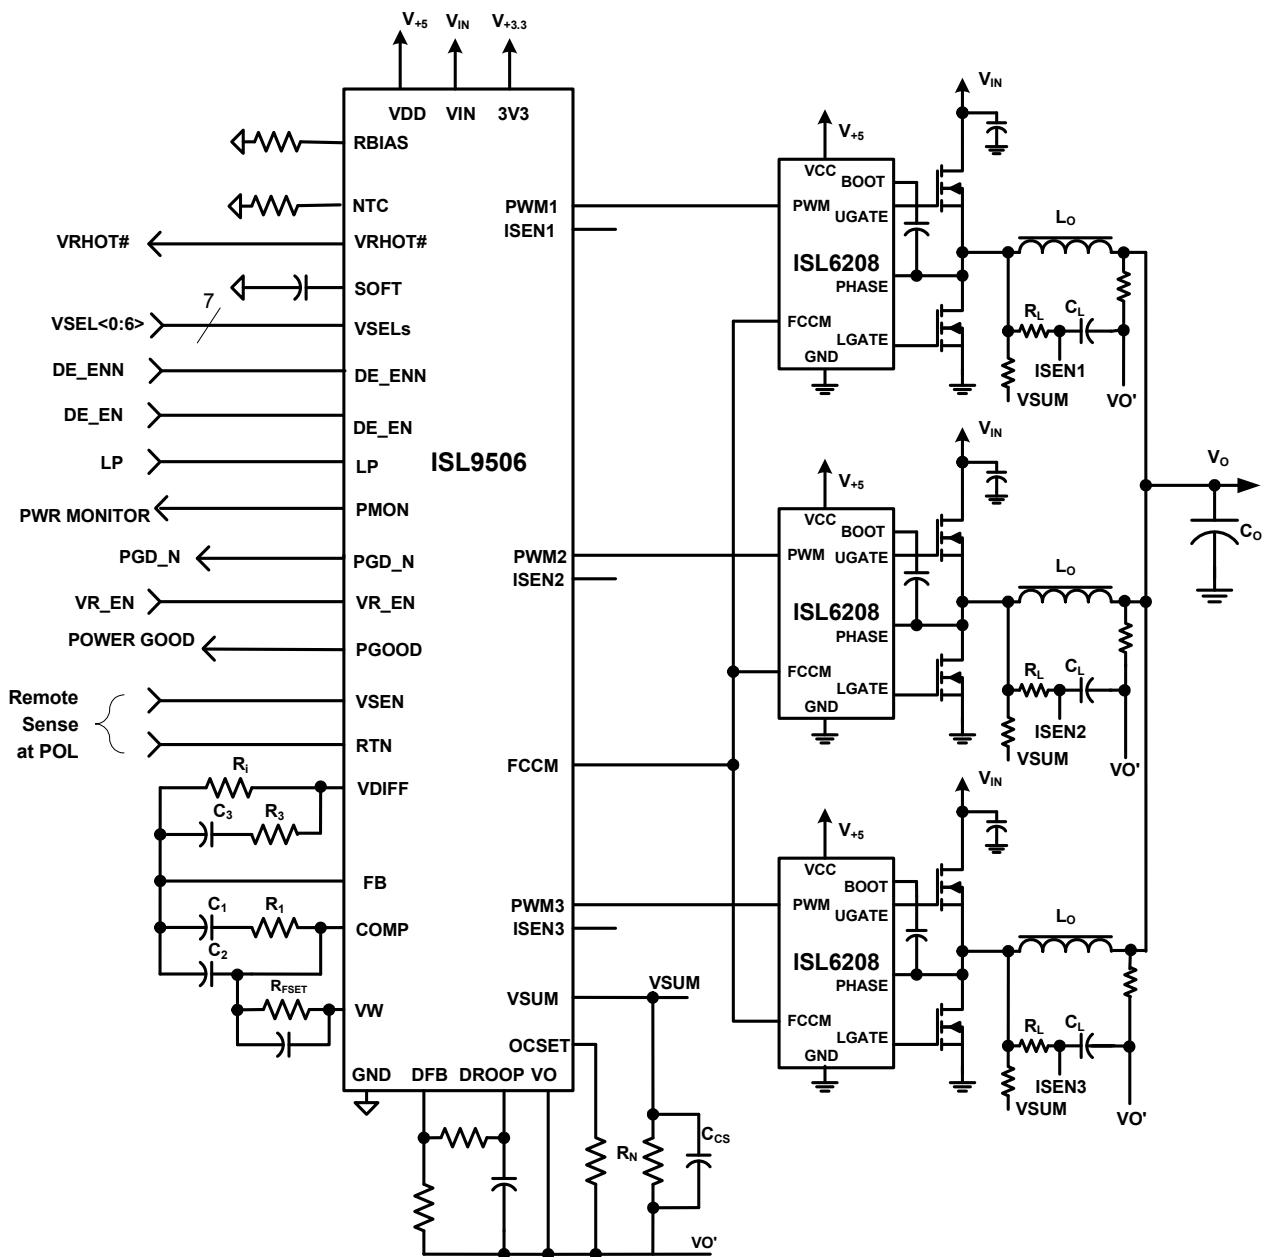 V+5 VIN V+3.3
VDD VIN 3V3
RBIAS
NTC
VRHOT# VRHOT#
SOFT
7
VSEL<0:6> VSELs
DE_ENN DE_ENN
DE_EN DE_EN
LP LP
ISL9506
PWR MONITOR PMON
PGD_N PGD_N
VR_EN VR_EN
POWER GOOD PGOOD
Remote
Sense
at POL
VSEN
RTN
Ri
VDIFF
C3 R3
FB
C1 R1
COMP
C2
RFSET
VW
GND DFB DROOP VO
PWM1
ISEN1
PWM2
ISEN2
FCCM
PWM3
ISEN3
VSUM VSUM
OCSET
RN CCS
VO'
V+5
VIN
VCC
BOOT
PWM
UGATE
ISL6208
PHASE
FCCM
LGATE
GND
LO
RL CL
ISEN1
VSUM VO'
V+5
VIN
VCC
BOOT
PWM
UGATE
ISL6208
PHASE
FCCM
LGATE
GND
LO
RL CL
ISEN2
VSUM VO'
VO
CO
V+5
VIN
VCC
BOOT
PWM
UGATE
ISL6208
PHASE
FCCM
LGATE
GND
LO
RL CL
ISEN3
VSUM VO'